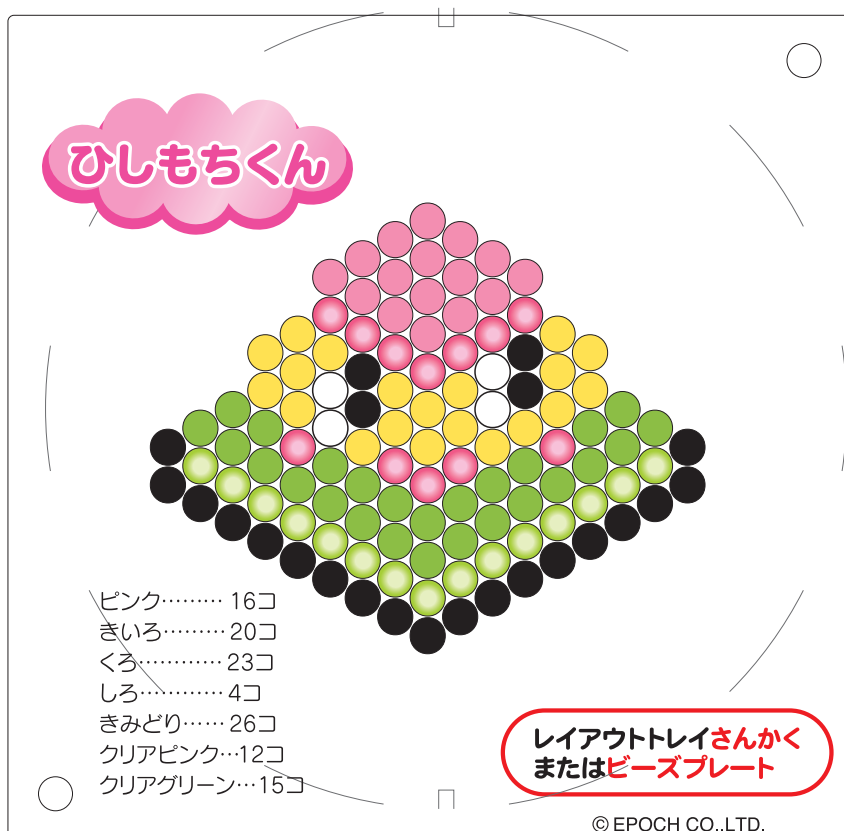 ひしもちくん
ピンク……… 16コ
きいろ……… 20コ
くろ………… 23コ
しろ………… 4コ
きみどり…… 26コ
クリアピンク…12コ
クリアグリーン…15コ
レイアウトトレイさんかく
またはビーズプレート
© EPOCH CO.,LTD.